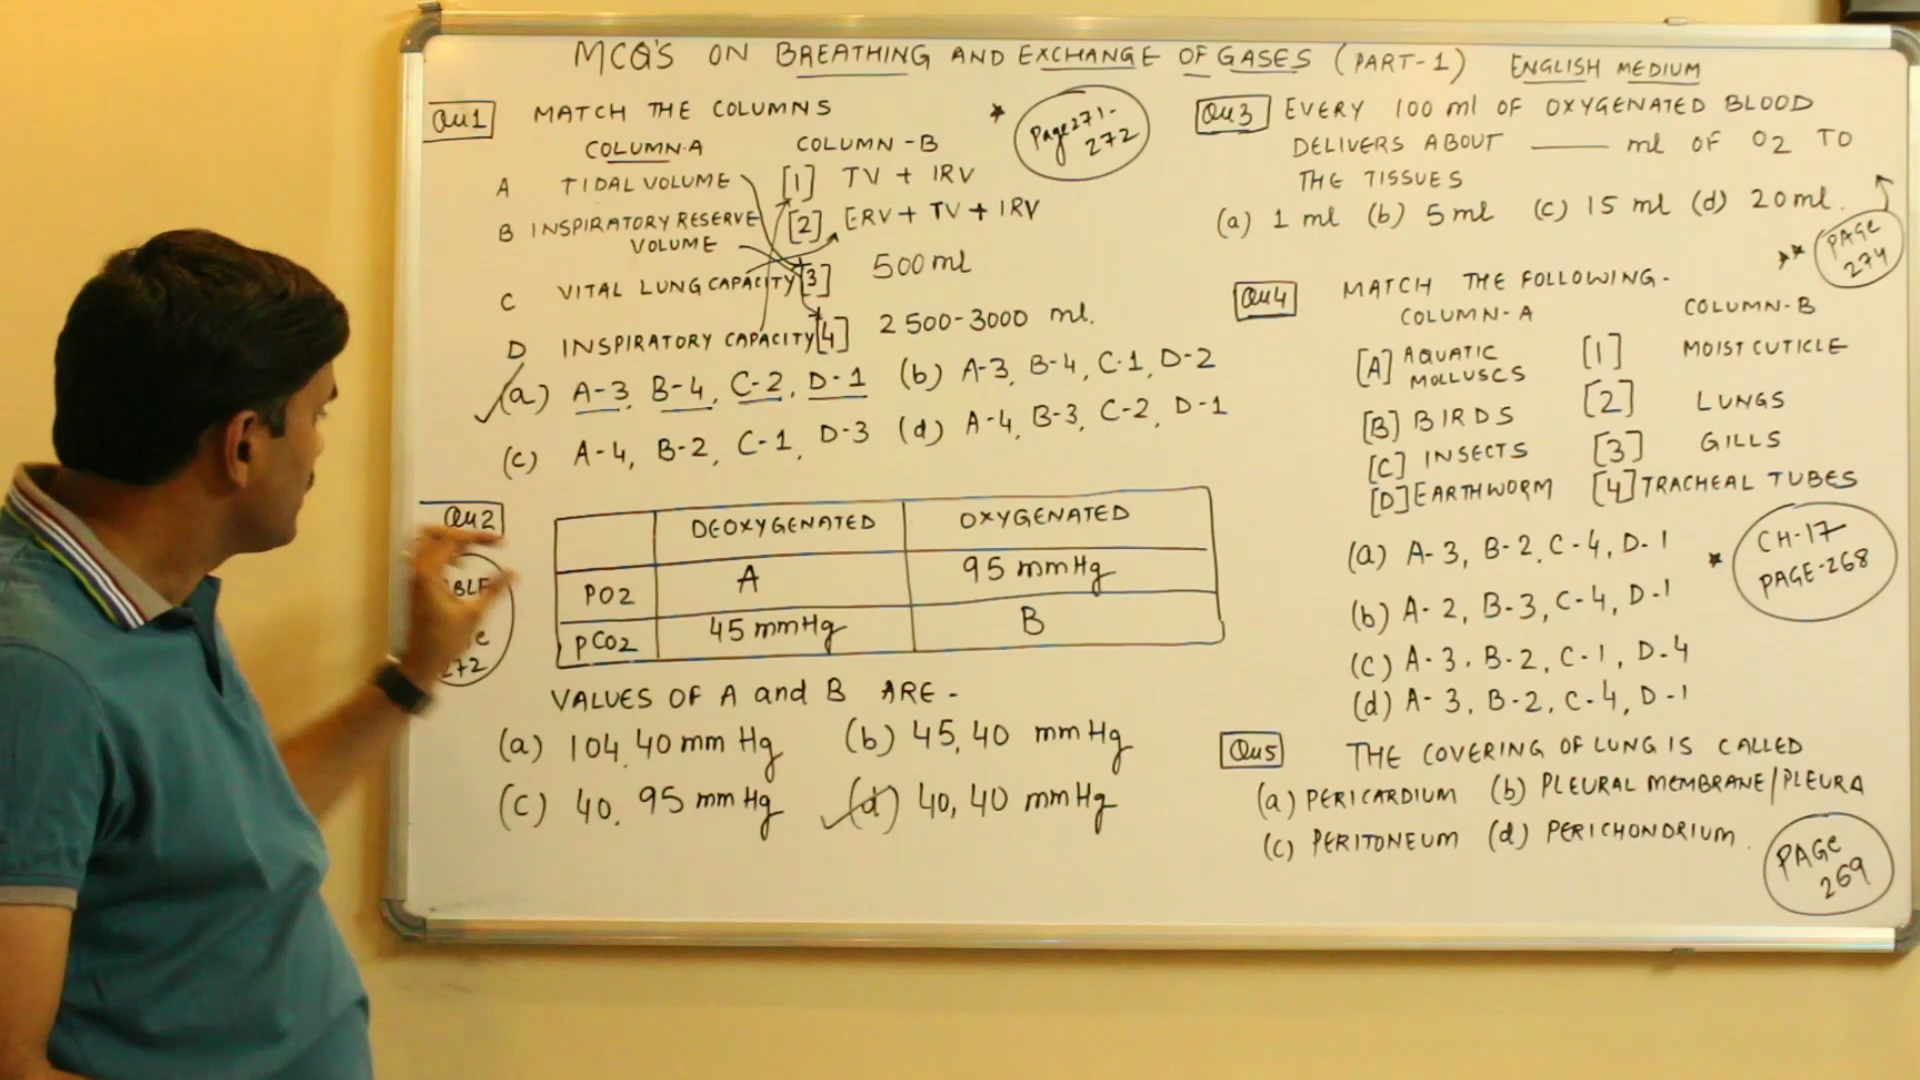 MCQ'S ON BREATHING AND EXCHANGE OF GASES (PART-1) ENGLISH MEDIUM
Qu1 MATCH THE COLUMNS
* Page 271-272
COLUMN-A COLUMN-B
A TIDAL VOLUME [1] TV + IRV
B INSPIRATORY RESERVE VOLUME [2] ERV + TV + IRV
C VITAL LUNG CAPACITY [3] 500 ml
D INSPIRATORY CAPACITY [4] 2500-3000 ml.
(a) A-3, B-4, C-2, D-1 (b) A-3, B-4, C-1, D-2
(c) A-4, B-2, C-1, D-3 (d) A-4, B-3, C-2, D-1
Qu2
272
DEOXYGENATED OXYGENATED
PO2 A 95 mmHg
PCO2 45 mmHg B
VALUES OF A and B ARE -
(a) 104, 40 mm Hg (b) 45, 40 mm Hg
(c) 40, 95 mm Hg (d) 40, 40 mmHg
Qu3 EVERY 100 ml OF OXYGENATED BLOOD
DELIVERS ABOUT ____ ml OF O2 TO
THE TISSUES
(a) 1 ml (b) 5 ml (c) 15 ml (d) 20 ml.
** PAGE 274
Qu4 MATCH THE FOLLOWING-
COLUMN-A COLUMN-B
[A] AQUATIC MOLLUSCS [1] MOIST CUTICLE
[B] BIRDS [2] LUNGS
[C] INSECTS [3] GILLS
[D] EARTHWORM [4] TRACHEAL TUBES
(a) A-3, B-2, C-4, D-1
(b) A-2, B-3, C-4, D-1
(c) A-3, B-2, C-1, D-4
(d) A-3, B-2, C-4, D-1
* CH-17
PAGE-268
Qu5 THE COVERING OF LUNG IS CALLED
(a) PERICARDIUM (b) PLEURAL MEMBRANE/PLEURA
(c) PERITONEUM (d) PERICHONDRIUM.
PAGE
269